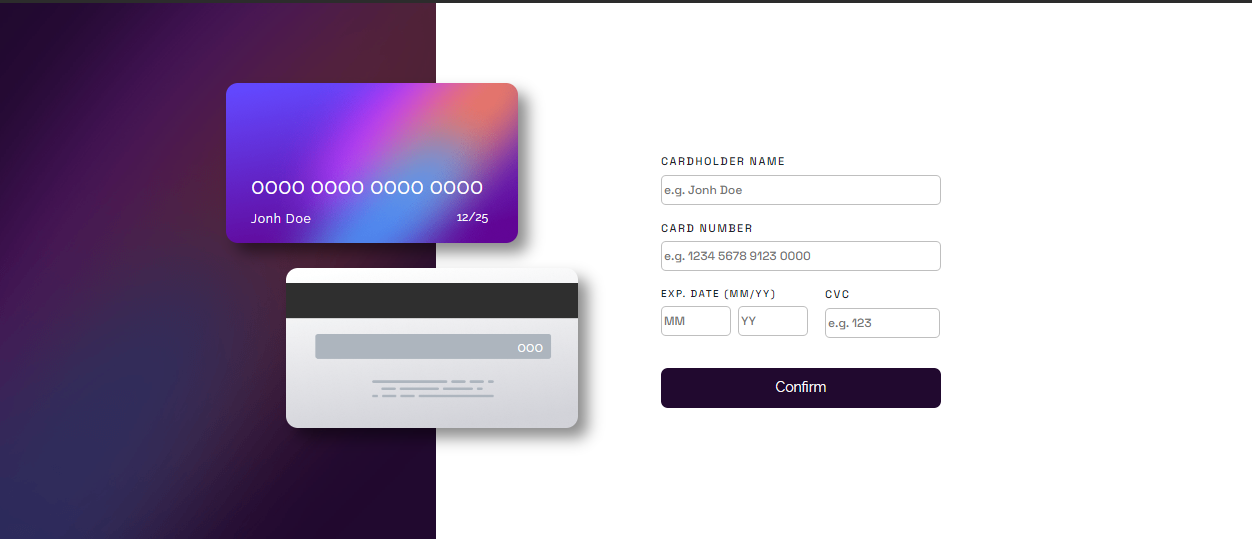 0000 0000 0000 0000
Jonh Doe 12/25
000
CARDHOLDER NAME
e.g. Jonh Doe
CARD NUMBER
e.g. 1234 5678 9123 0000
EXP. DATE (MM/YY) CVC
MM YY e.g. 123
Confirm